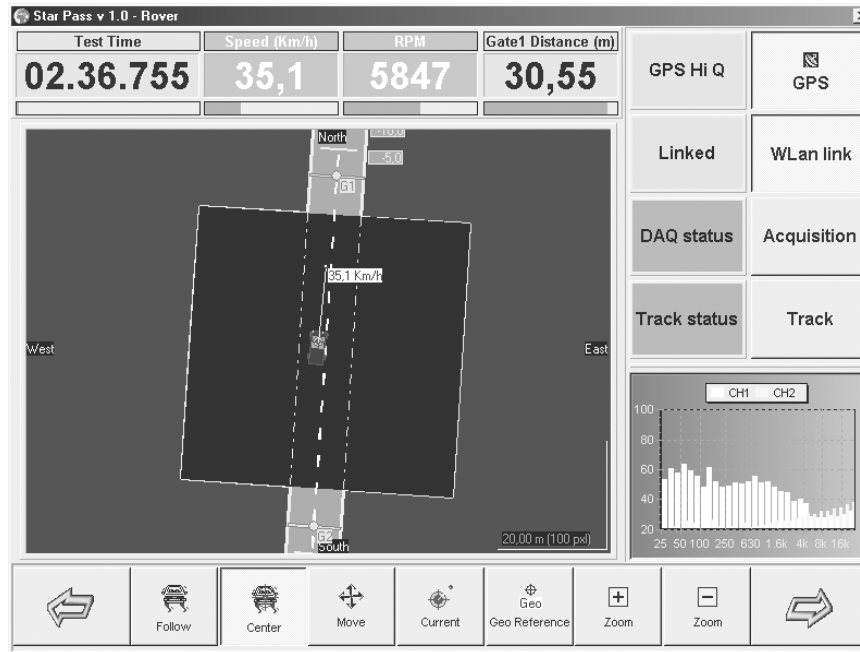 Star Pass v 1.0 - Rover
Test Time
Speed (Km/h)
RPM
Gate1 Distance (m)
02.36.755
35,1
5847
30,55
GPS Hi Q
GPS
Linked
WLan link
DAQ status
Acquisition
Track status
Track
North
-10,0
-5,0
G1
35,1 Km/h
West
East
G2
South
20,00 m (100 pxl)
CH1 CH2
100
80
60
40
20
25 50 100 250 630 1.6k 4k 8k 16k
Follow
Center
Move
Current
Geo
Geo Reference
Zoom
Zoom